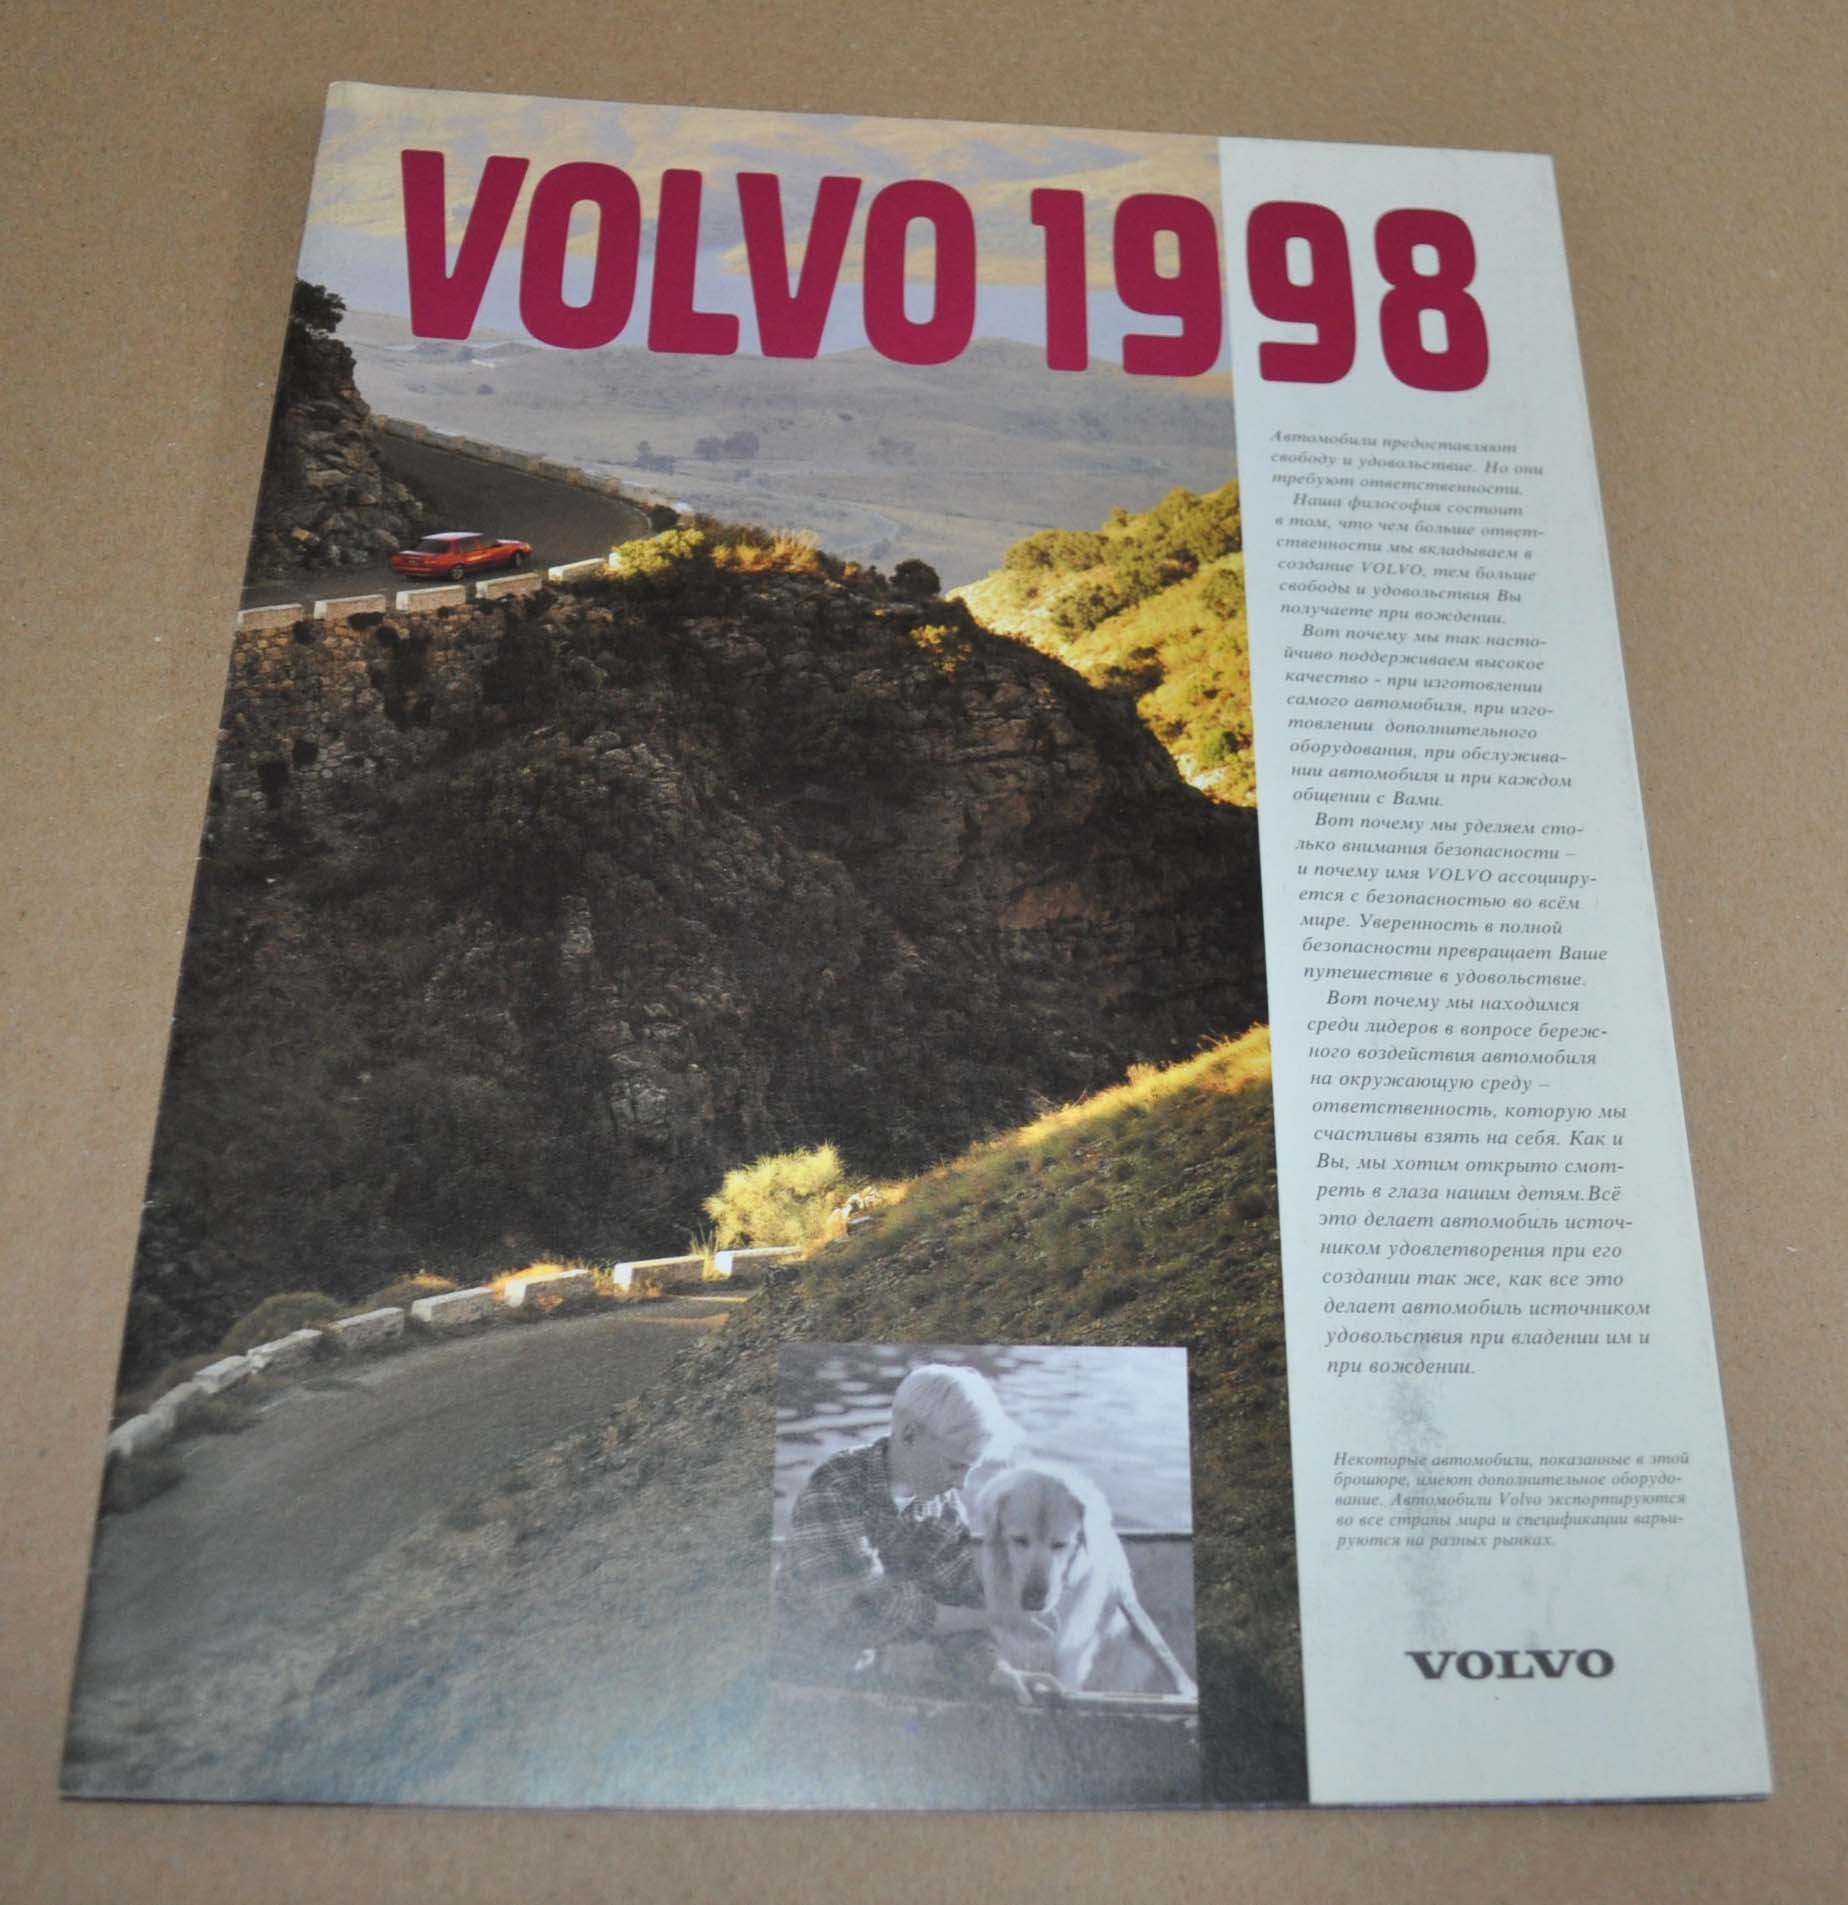 VOLVO 1998
Автомобили предоставляют
свободу и удовольствие. Но они
требуют ответственности.
Наша философия состоит
в том, что чем больше ответ-
ственности мы вкладываем в
создание VOLVO, тем больше
свободы и удовольствия Вы
получаете при вождении.
Вот почему мы так насто-
йчиво поддерживаем высокое
качество - при изготовлении
самого автомобиля, при изго-
товлении дополнительного
оборудования, при обслужива-
нии автомобиля и при каждом
общении с Вами.
Вот почему мы уделяем сто-
лько внимания безопасности –
и почему имя VOLVO ассоцииру-
ется с безопасностью во всём
мире. Уверенность в полной
безопасности превращает Ваше
путешествие в удовольствие.
Вот почему мы находимся
среди лидеров в вопросе береж-
ного воздействия автомобиля
на окружающую среду –
ответственность, которую мы
счастливы взять на себя. Как и
Вы, мы хотим открыто смот-
реть в глаза нашим детям.Всё
это делает автомобиль источ-
ником удовлетворения при его
создании так же, как все это
делает автомобиль источником
удовольствия при владении им и
при вождении.
Некоторые автомобили, показанные в этой
брошюре, имеют дополнительное оборудо-
вание. Автомобили Volvo экспортируются
во все страны мира и спецификации варьи-
руются на разных рынках.
VOLVO